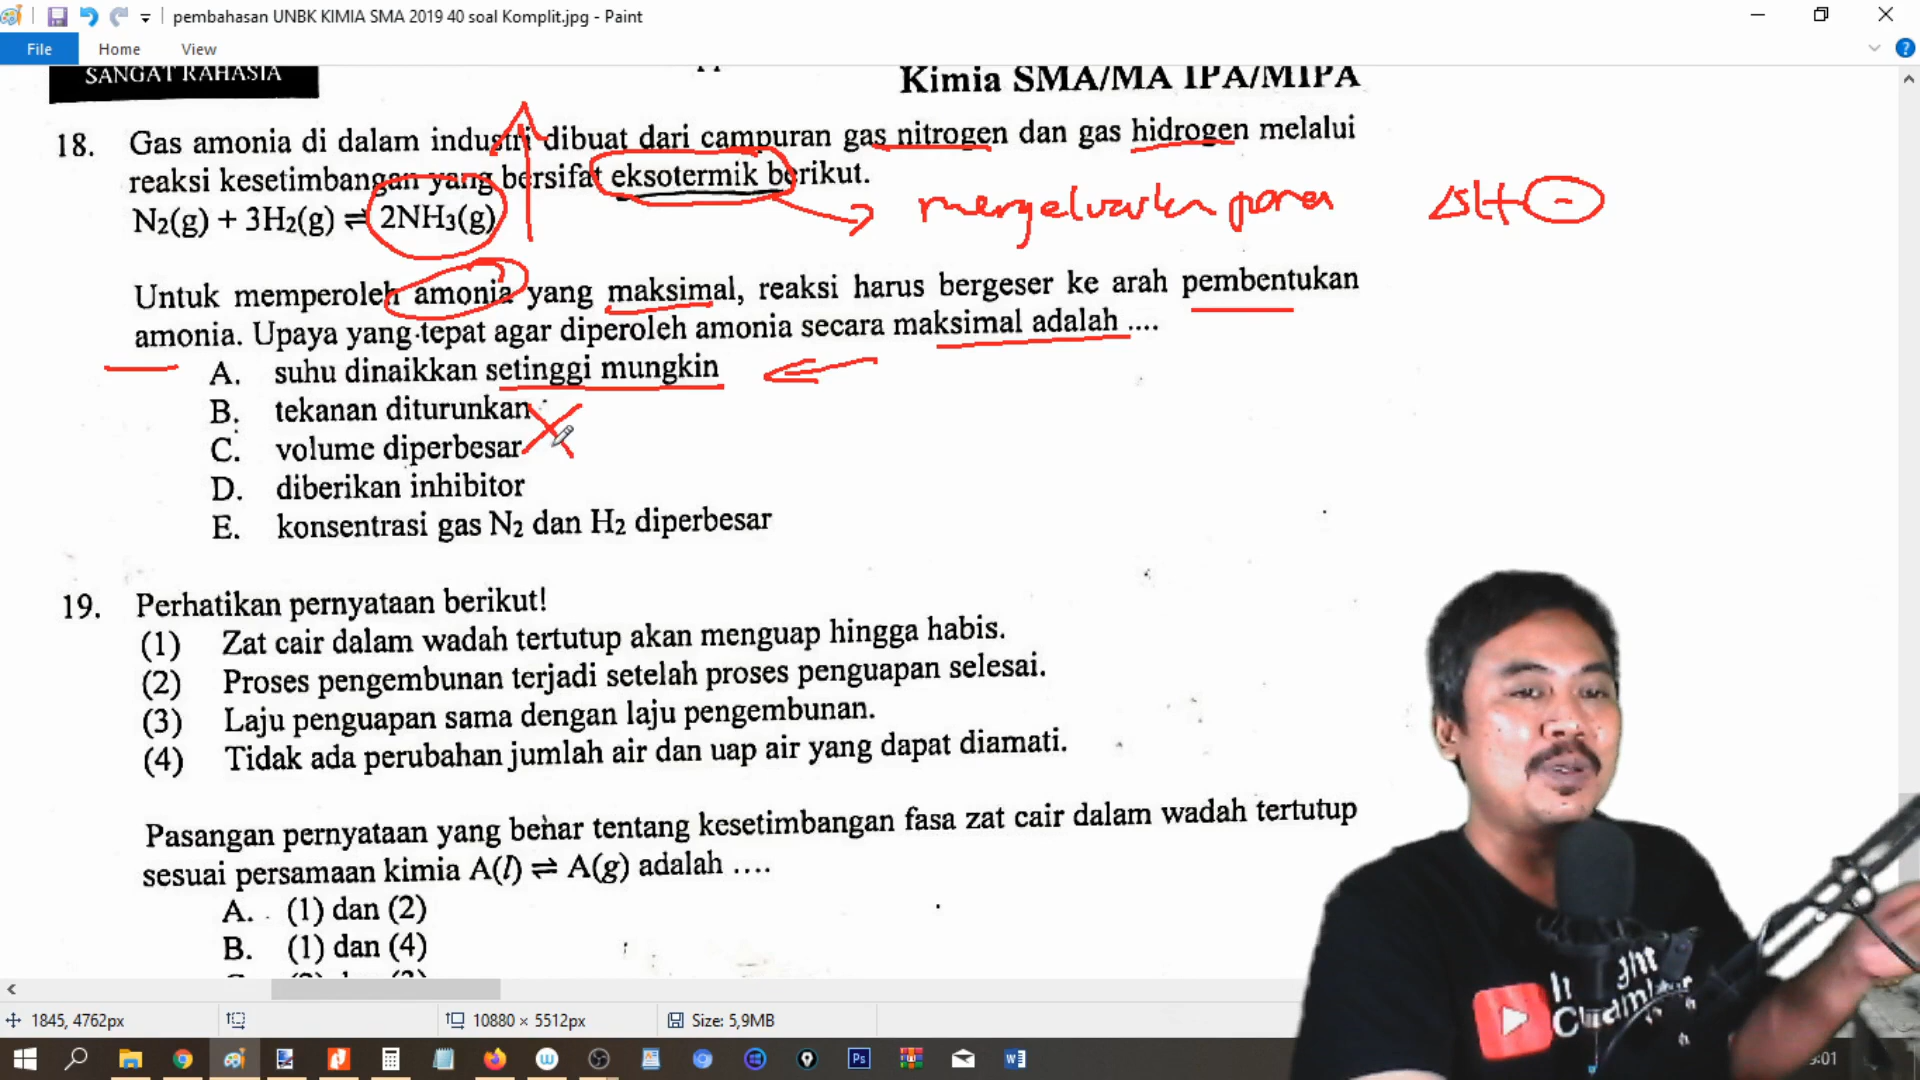 pembahasan UNBK KIMIA SMA 2019 40 soal Komplit.jpg - Paint
File Home View
SANGAT RAHASIA
Kimia SMA/MA IPA/MIPA
18. Gas amonia di dalam industri dibuat dari campuran gas nitrogen dan gas hidrogen melalui
reaksi kesetimbangan yang bersifat eksotermik berikut.
N2(g) + 3H2(g) ⇌ 2NH3(g)
mengeluarkan panas ΔH -
Untuk memperoleh amonia yang maksimal, reaksi harus bergeser ke arah pembentukan
amonia. Upaya yang tepat agar diperoleh amonia secara maksimal adalah ....
A. suhu dinaikkan setinggi mungkin
B. tekanan diturunkan
C. volume diperbesar
D. diberikan inhibitor
E. konsentrasi gas N2 dan H2 diperbesar
19. Perhatikan pernyataan berikut!
(1) Zat cair dalam wadah tertutup akan menguap hingga habis.
(2) Proses pengembunan terjadi setelah proses penguapan selesai.
(3) Laju penguapan sama dengan laju pengembunan.
(4) Tidak ada perubahan jumlah air dan uap air yang dapat diamati.
Pasangan pernyataan yang benar tentang kesetimbangan fasa zat cair dalam wadah tertutup
sesuai persamaan kimia A(l) ⇌ A(g) adalah ....
A. (1) dan (2)
B. (1) dan (4)
1845, 4762px 10880 × 5512px Size: 5,9MB